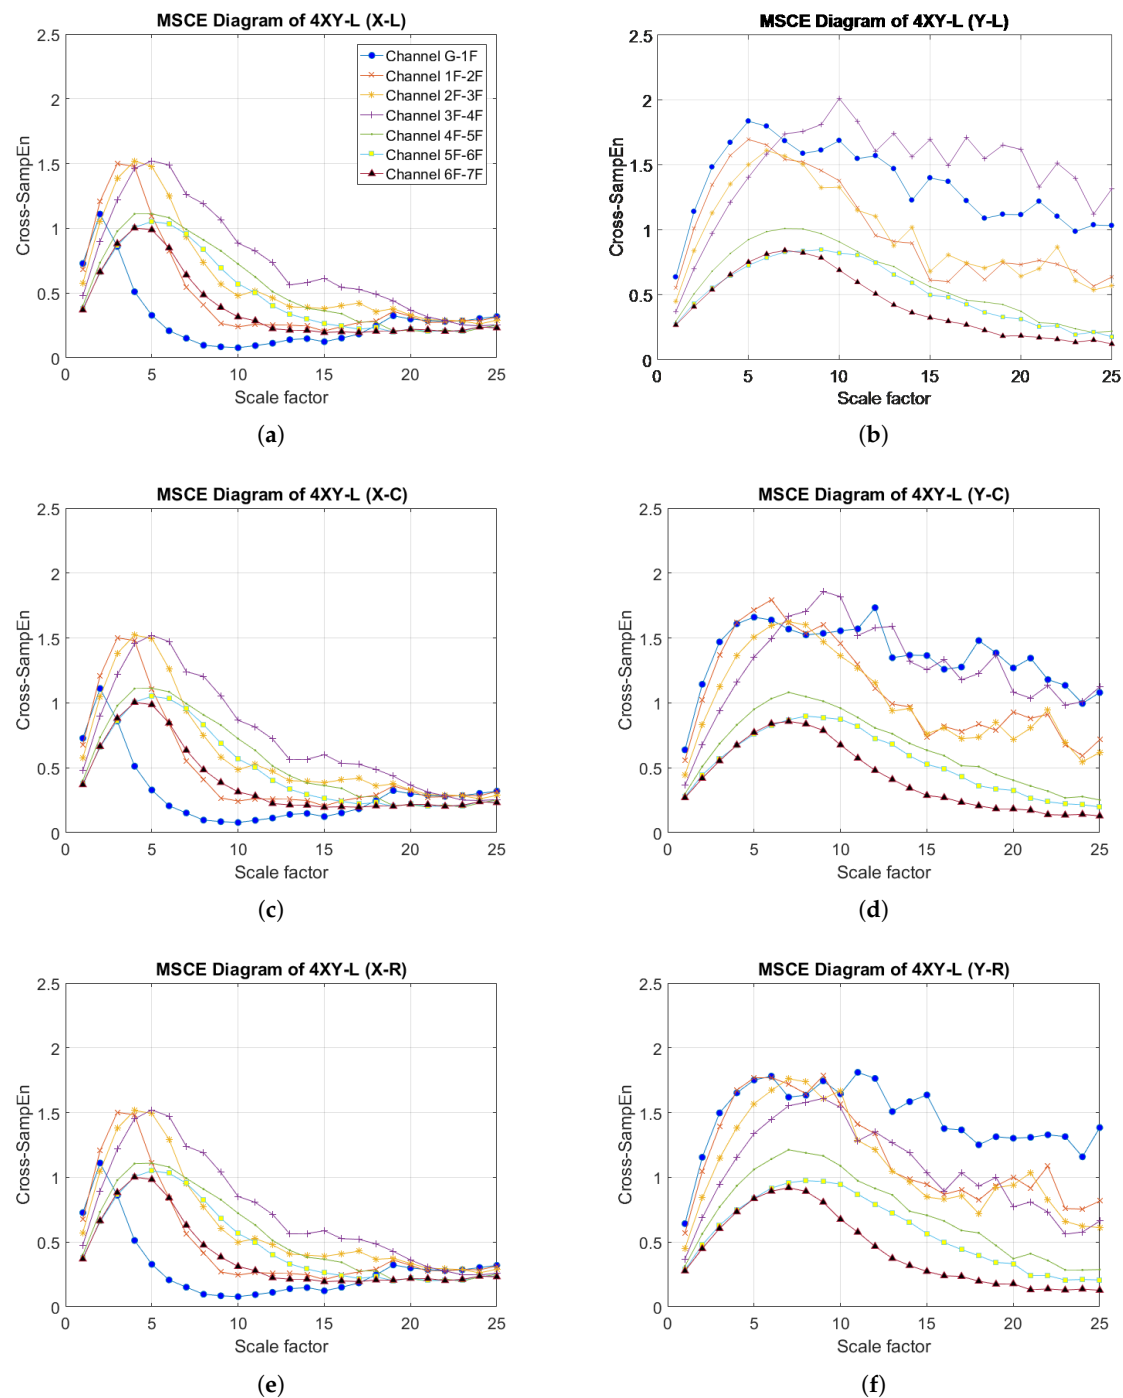 MSCE Diagram of 4XY-L (X-L)
2.5
2
1.5
1
0.5
0
Cross-SampEn
Channel G-1F
Channel 1F-2F
Channel 2F-3F
Channel 3F-4F
Channel 4F-5F
Channel 5F-6F
Channel 6F-7F
0 5 10 15 20 25
Scale factor
(a)
MSCE Diagram of 4XY-L (Y-L)
2.5
2
1.5
1
0.5
0
Cross-SampEn
0 5 10 15 20 25
Scale factor
(b)
MSCE Diagram of 4XY-L (X-C)
2.5
2
1.5
1
0.5
0
Cross-SampEn
0 5 10 15 20 25
Scale factor
(c)
MSCE Diagram of 4XY-L (Y-C)
2.5
2
1.5
1
0.5
0
Cross-SampEn
0 5 10 15 20 25
Scale factor
(d)
MSCE Diagram of 4XY-L (X-R)
2.5
2
1.5
1
0.5
0
Cross-SampEn
0 5 10 15 20 25
Scale factor
(e)
MSCE Diagram of 4XY-L (Y-R)
2.5
2
1.5
1
0.5
0
Cross-SampEn
0 5 10 15 20 25
Scale factor
(f)